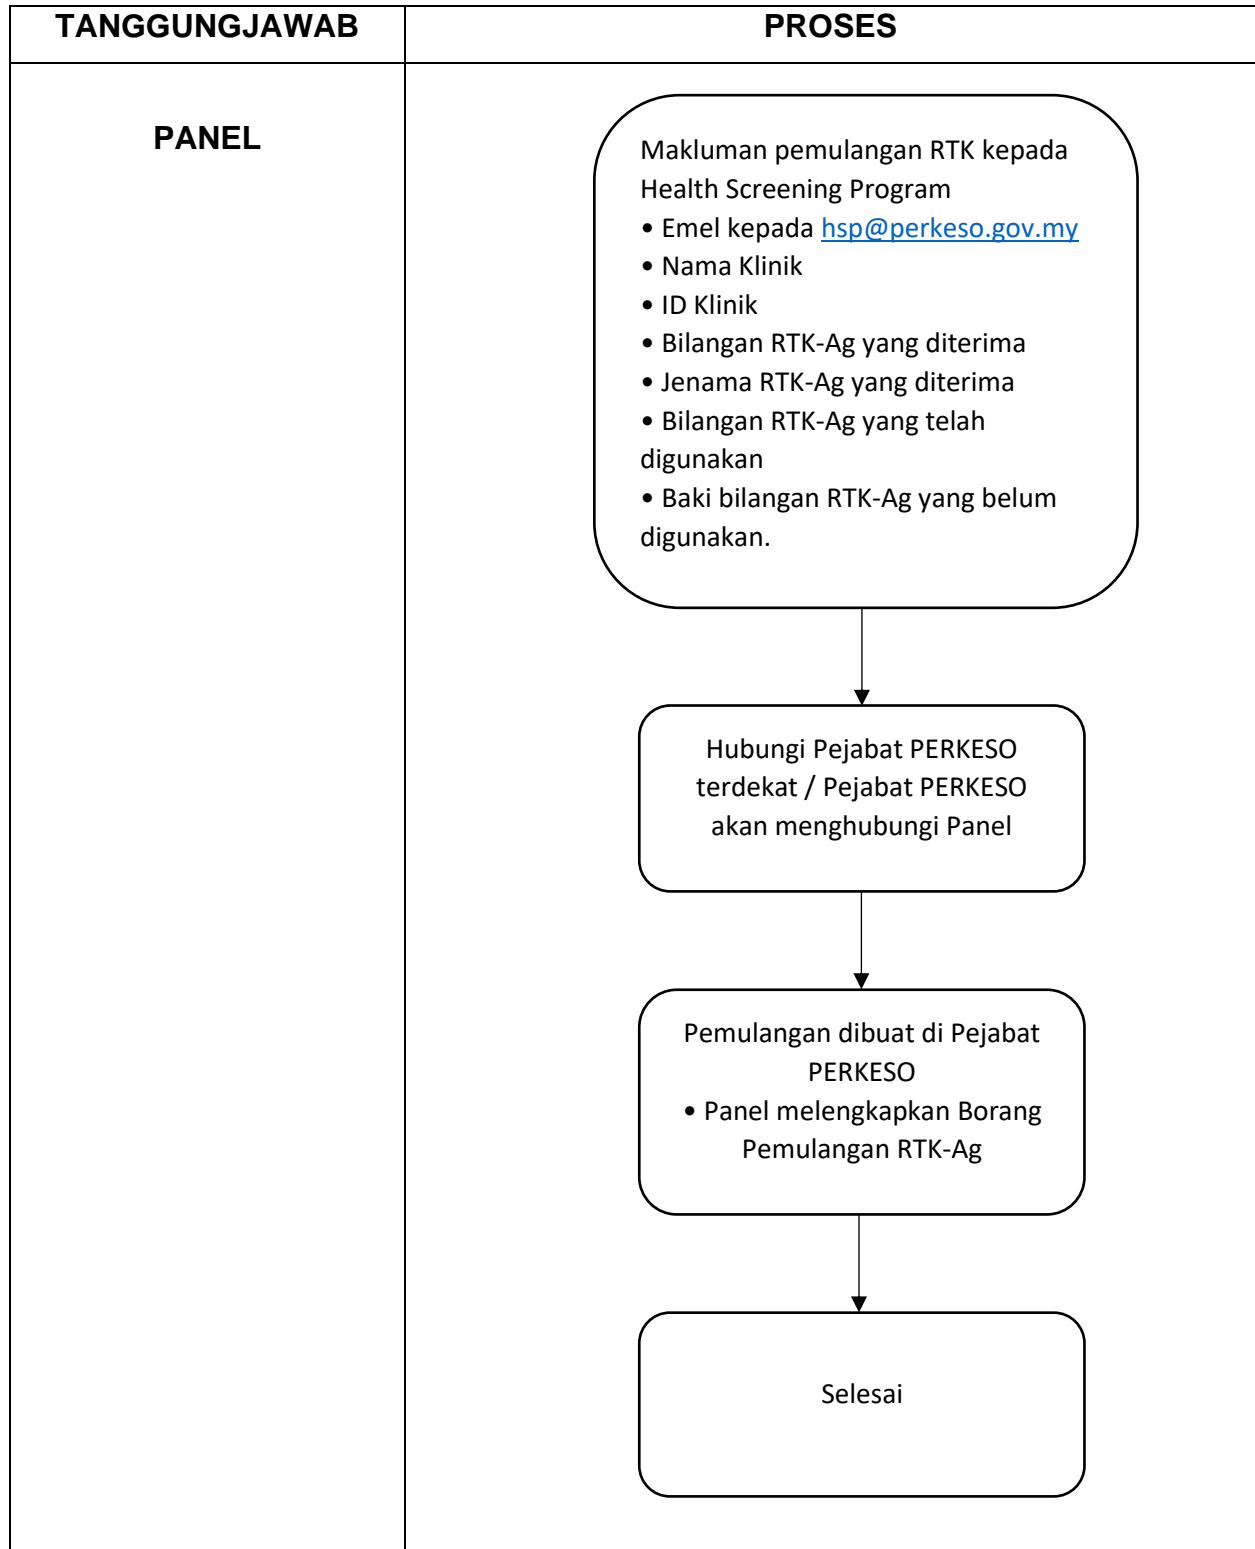 TANGGUNGJAWAB
PROSES
PANEL
Makluman pemulangan RTK kepada
Health Screening Program
• Emel kepada hsp@perkeso.gov.my
• Nama Klinik
• ID Klinik
• Bilangan RTK-Ag yang diterima
• Jenama RTK-Ag yang diterima
• Bilangan RTK-Ag yang telah
digunakan
• Baki bilangan RTK-Ag yang belum
digunakan.
Hubungi Pejabat PERKESO
terdekat / Pejabat PERKESO
akan menghubungi Panel
Pemulangan dibuat di Pejabat
PERKESO
• Panel melengkapkan Borang
Pemulangan RTK-Ag
Selesai